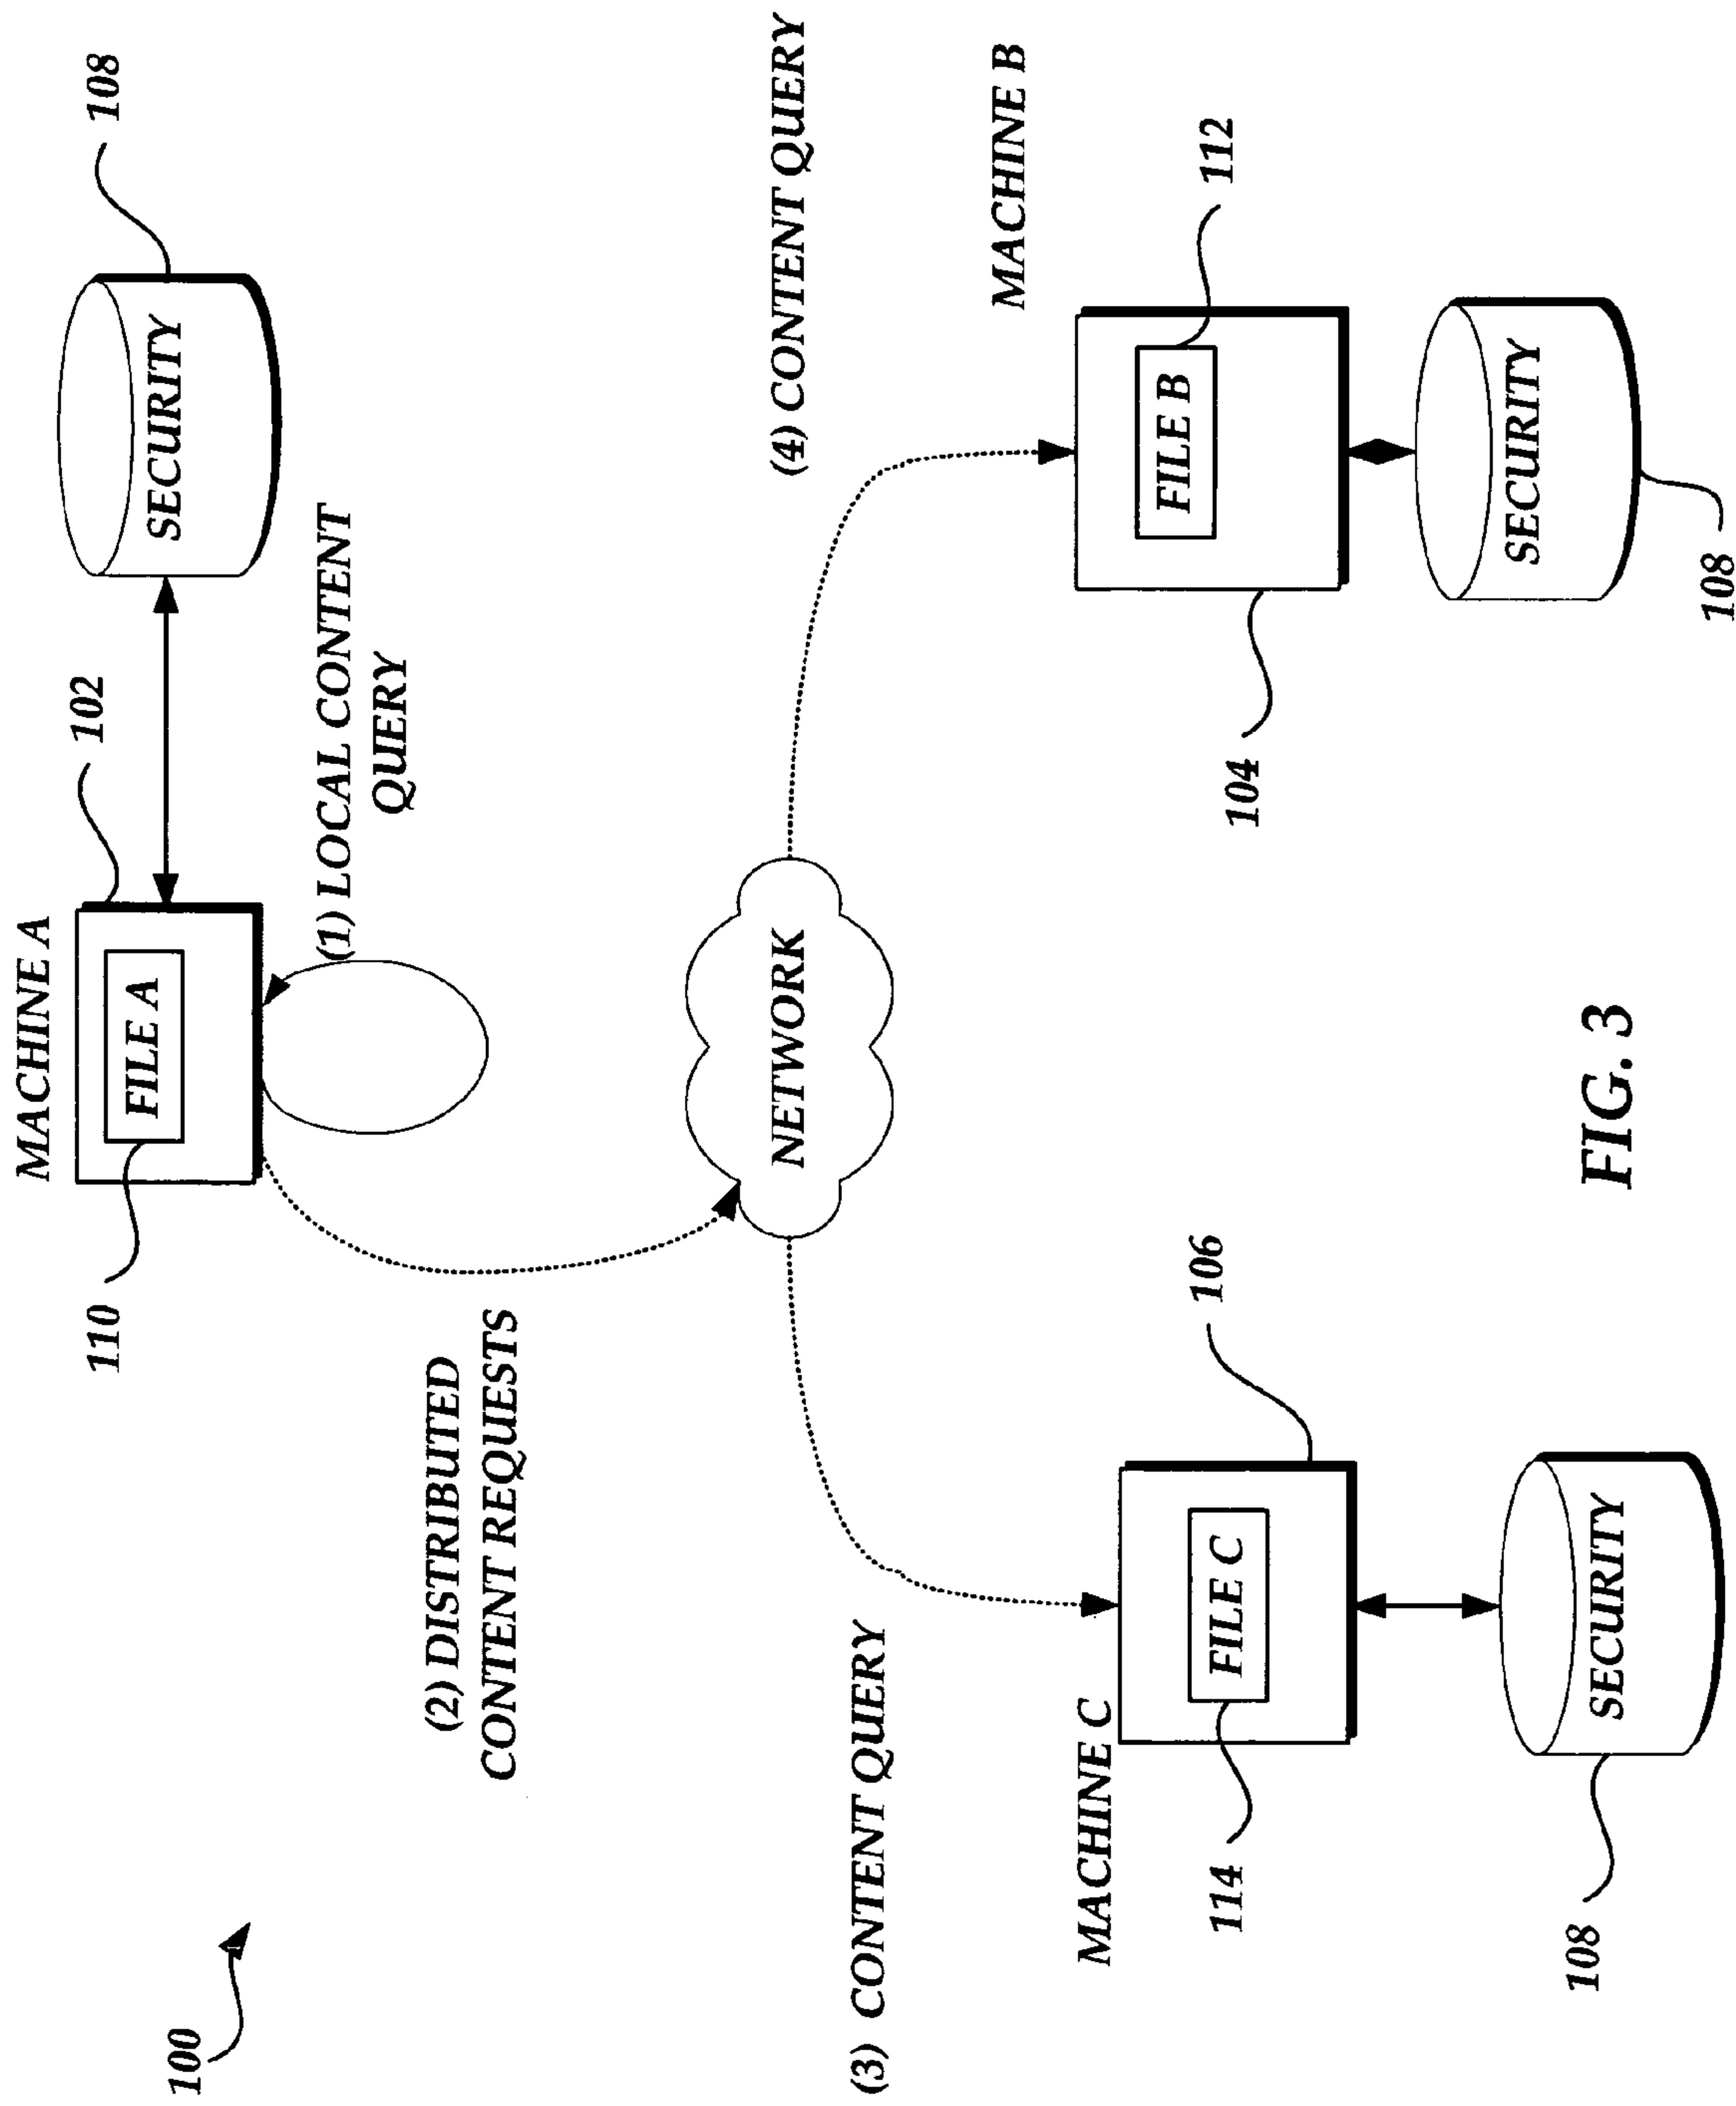 100
MACHINE A
110
FILE A
102
SECURITY
108
(1) LOCAL CONTENT
QUERY
(2) DISTRIBUTED
CONTENT REQUESTS
NETWORK
(3) CONTENT QUERY
(4) CONTENT QUERY
MACHINE C
114
FILE C
106
SECURITY
108
MACHINE B
104
FILE B
112
SECURITY
108
FIG. 3